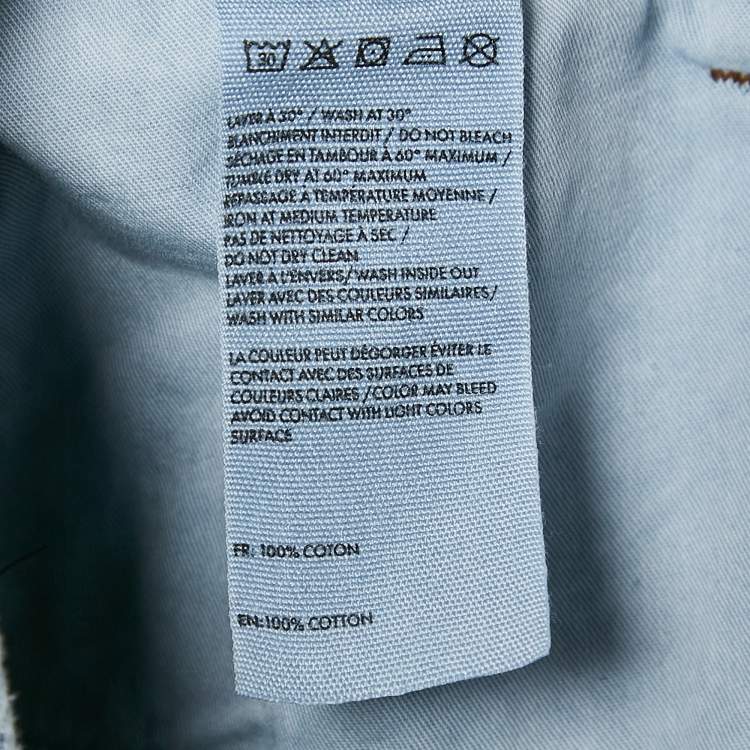 30
LAVER À 30° / WASH AT 30°
BLANCHIMENT INTERDIT / DO NOT BLEACH
SÉCHAGE EN TAMBOUR À 60° MAXIMUM /
TUMBLE DRY AT 60° MAXIMUM
REPASSAGE À TEMPÉRATURE MOYENNE /
IRON AT MEDIUM TEMPERATURE
PAS DE NETTOYAGE À SEC /
DO NOT DRY CLEAN
LAVER À L'ENVERS/ WASH INSIDE OUT
LAVER AVEC DES COULEURS SIMILAIRES/
WASH WITH SIMILAR COLORS
LA COULEUR PEUT DÉGORGER ÉVITER LE
CONTACT AVEC DES SURFACES DE
COULEURS CLAIRES /COLOR MAY BLEED
AVOID CONTACT WITH LIGHT COLORS
SURFACE
FR: 100% COTON
EN:100% COTTON